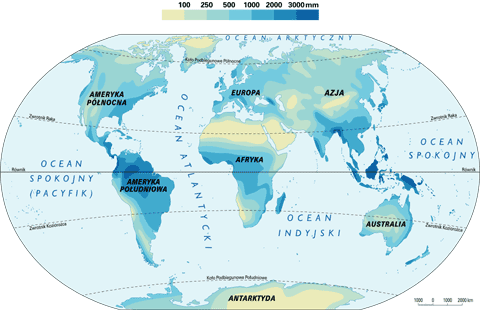 100 250 500 1000 2000 3000 mm
OCEAN ARKTYCZNY
Koło Podbiegunowe Północne
AMERYKA
PÓŁNOCNA
EUROPA
AZJA
Zwrotnik Raka
Zwrotnik Raka
OCEAN ATLANTYCKI
AFRYKA
OCEAN
SPOKOJNY
Równik
Równik
OCEAN
SPOKOJNY
(PACYFIK)
AMERYKA
POŁUDNIOWA
OCEAN
INDYJSKI
AUSTRALIA
Zwrotnik Koziorożca
Zwrotnik Koziorożca
Koło Podbiegunowe Południowe
ANTARKTYDA
1000 0 1000 2000 km